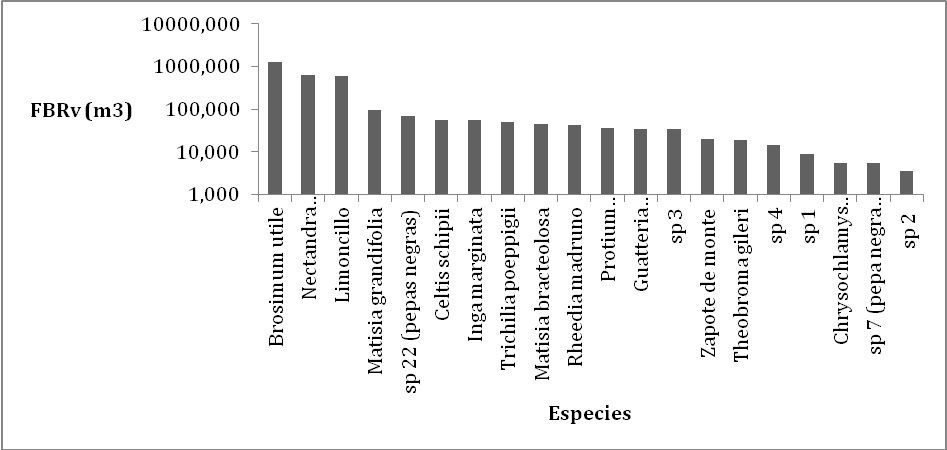 10000,000
1000,000
100,000
10,000
1,000
FBRv (m3)
Brosimum utile
Nectandra...
Limoncillo
Matisia grandifolia
sp 22 (pepas negras)
Celtis schipii
Inga marginata
Trichilia poeppigii
Matisia bracteolosa
Rheedia madruno
Protium...
Guatteria...
sp 3
Zapote de monte
Theobroma gileri
sp 4
sp 1
Chrysochlamys...
sp 7 (pepa negra...
sp 2
Especies